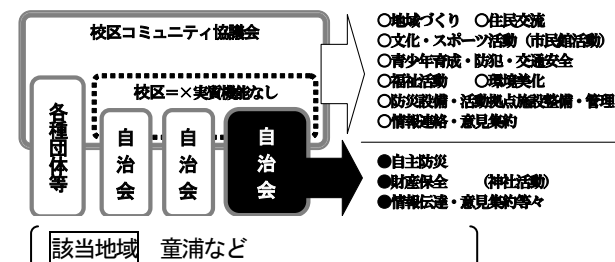 校区コミュニティ協議会
校区=×実質機能なし
各種団体等
自治会
自治会
自治会
○地域づくり ○住民交流
○文化・スポーツ活動(市民館活動)
○青少年育成・防犯・交通安全
○福祉活動 ○環境美化
○防災設備・活動拠点施設整備・管理
○情報連絡・意見集約
●自主防災
●財産保全 (神社活動)
●情報伝達・意見集約等々
該当地域 童浦など